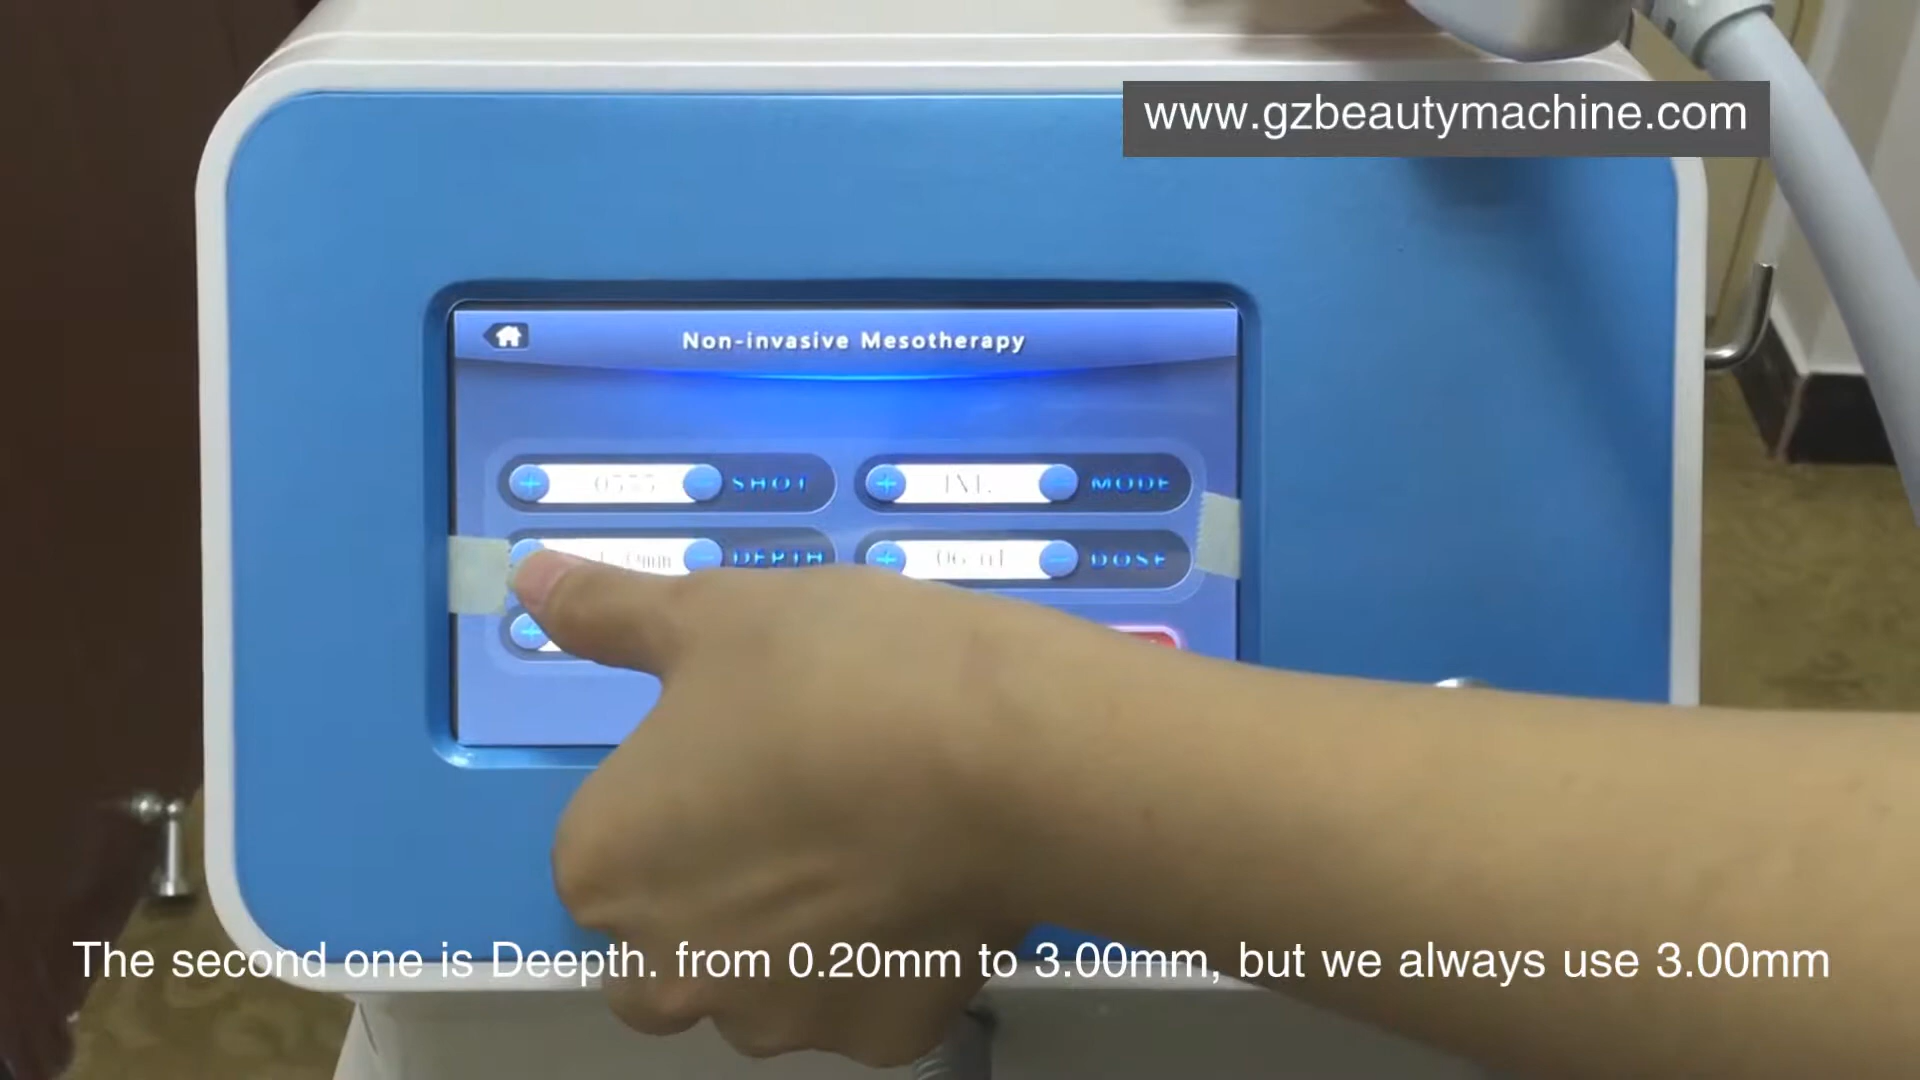 www.gzbeautymachine.com
Non-invasive Mesotherapy
SHOT
MODE
DEPTH
DOSE
The second one is Deepth. from 0.20mm to 3.00mm, but we always use 3.00mm